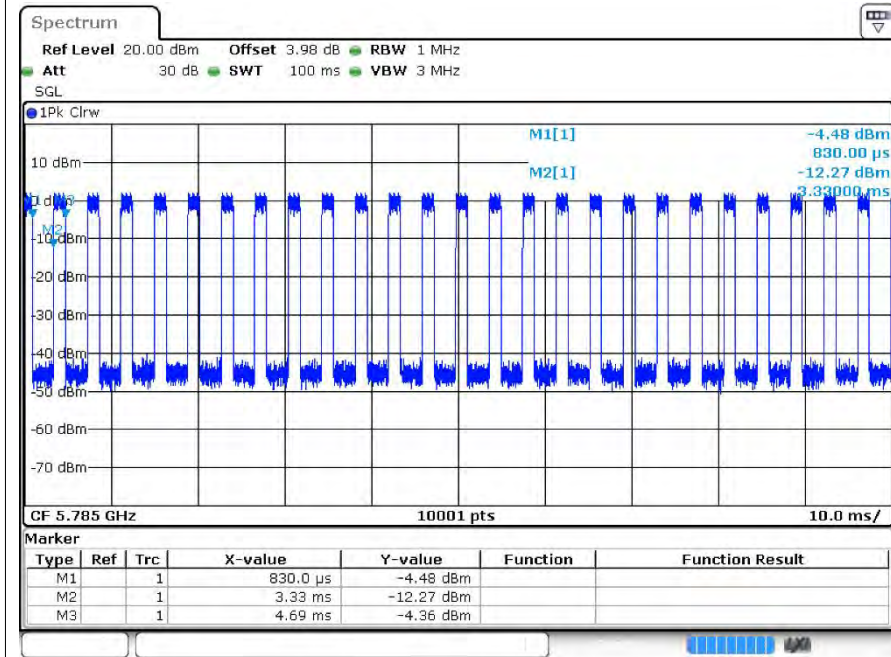 Spectrum
Ref Level 20.00 dBm Offset 3.98 dB RBW 1 MHz
Att 30 dB SWT 100 ms VBW 3 MHz
SGL
1Pk Clrw
M1[1] -4.48 dBm
830.00 µs
10 dBm
M2[1] -12.27 dBm
3.33000 ms
M2
-10 dBm
-20 dBm
-30 dBm
-40 dBm
-50 dBm
-60 dBm
-70 dBm
CF 5.785 GHz 10001 pts 10.0 ms/
Marker
Type Ref Trc X-value Y-value Function Function Result
M1 1 830.0 µs -4.48 dBm
M2 1 3.33 ms -12.27 dBm
M3 1 4.69 ms -4.36 dBm